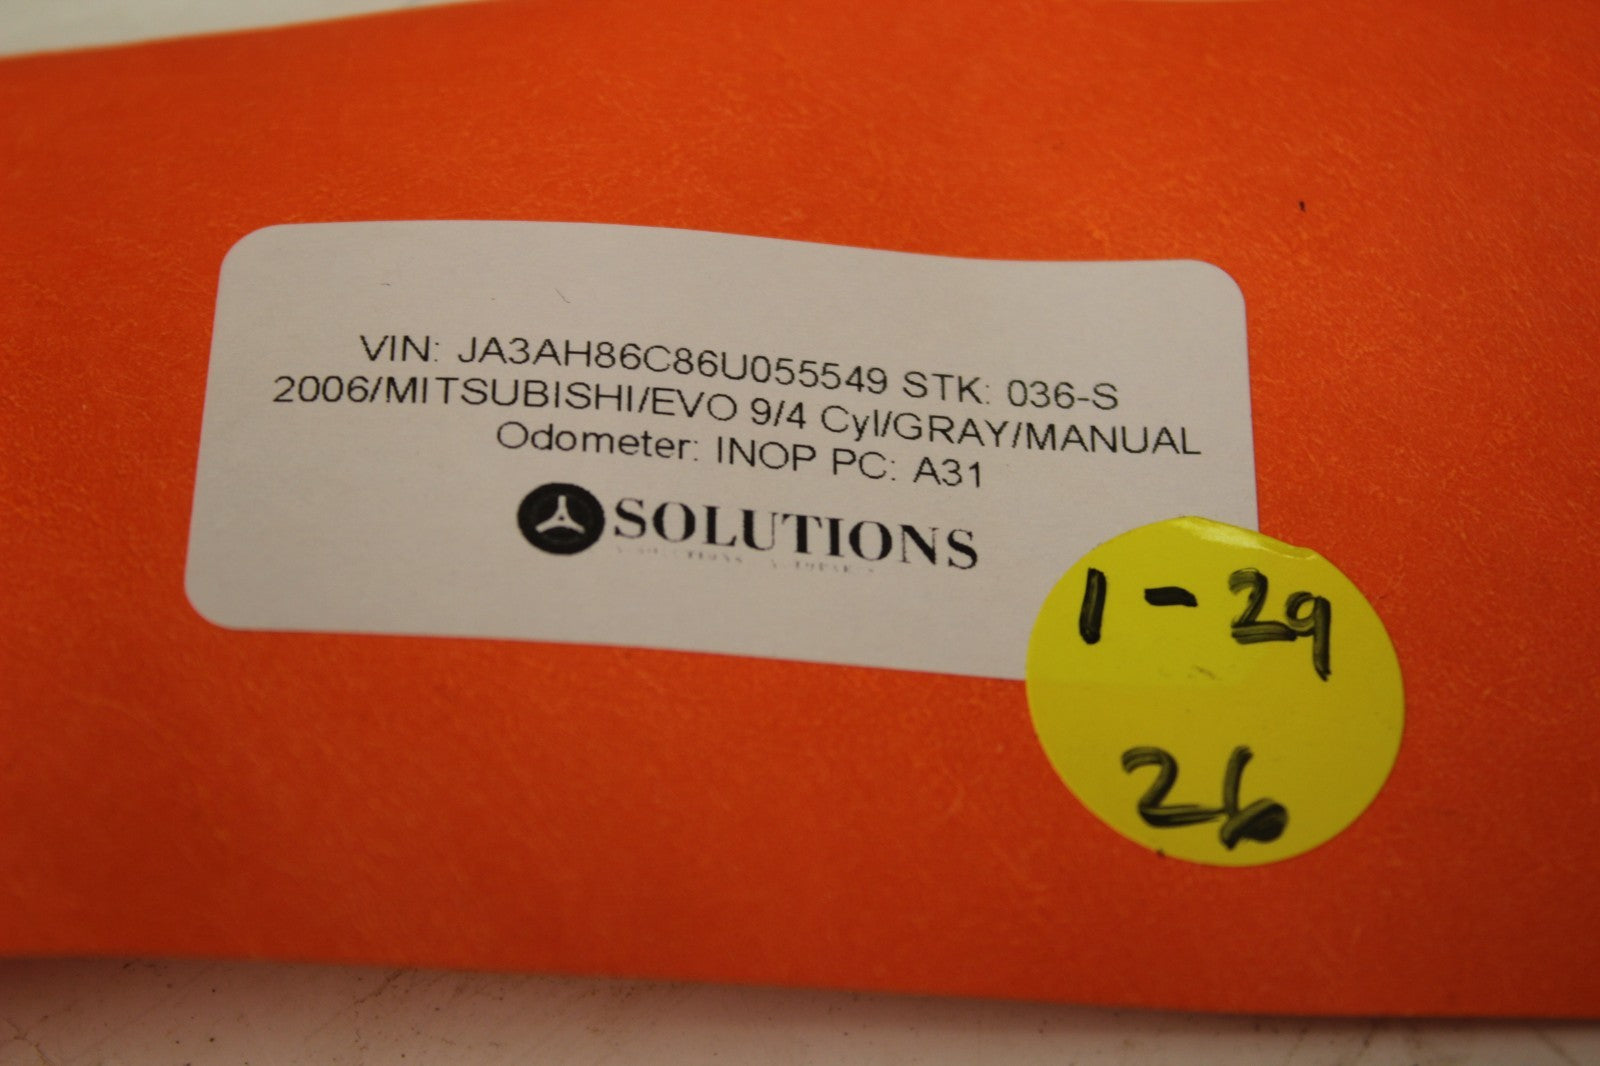 VIN: JA3AH86C86U055549 STK: 036-S
2006/MITSUBISHI/EVO 9/4 Cyl/GRAY/MANUAL
Odometer: INOP PC: A31
SOLUTIONS
1-29
26